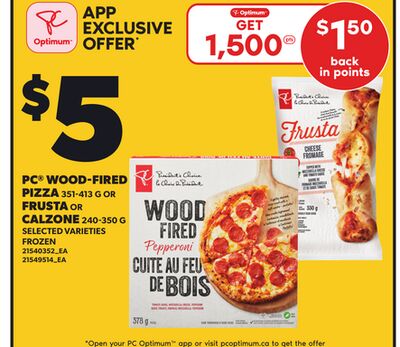 Optimum™
APP
EXCLUSIVE
OFFER*
Optimum™
GET
1,500 pts
$1.50
back
in points
$5
PC® WOOD-FIRED
PIZZA 351-413 G OR
FRUSTA OR
CALZONE 240-350 G
SELECTED VARIETIES
FROZEN
21540352_EA
21549514_EA
President's Choice
Le Choix du Président
WOOD
FIRED
Pepperoni
CUITE AU FEU
DE BOIS
378 g
President's Choice
Le Choix du Président
Frusta
CHEESE
FROMAGE
330 g
*Open your PC Optimum™ app or visit pcoptimum.ca to get the offer